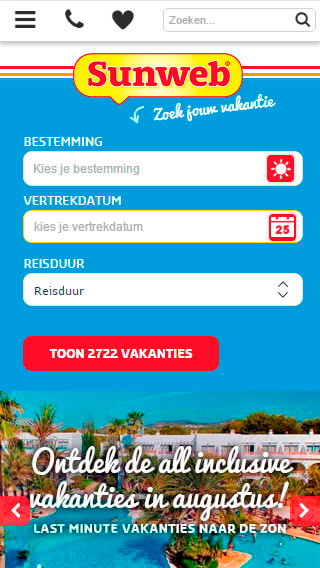 Zoeken...
Sunweb®
Zoek jouw vakantie
BESTEMMING
Kies je bestemming
VERTREKDATUM
kies je vertrekdatum
25
REISDUUR
Reisduur
TOON 2722 VAKANTIES
Ontdek de all inclusive
vakanties in augustus!
LAST MINUTE VAKANTIES NAAR DE ZON